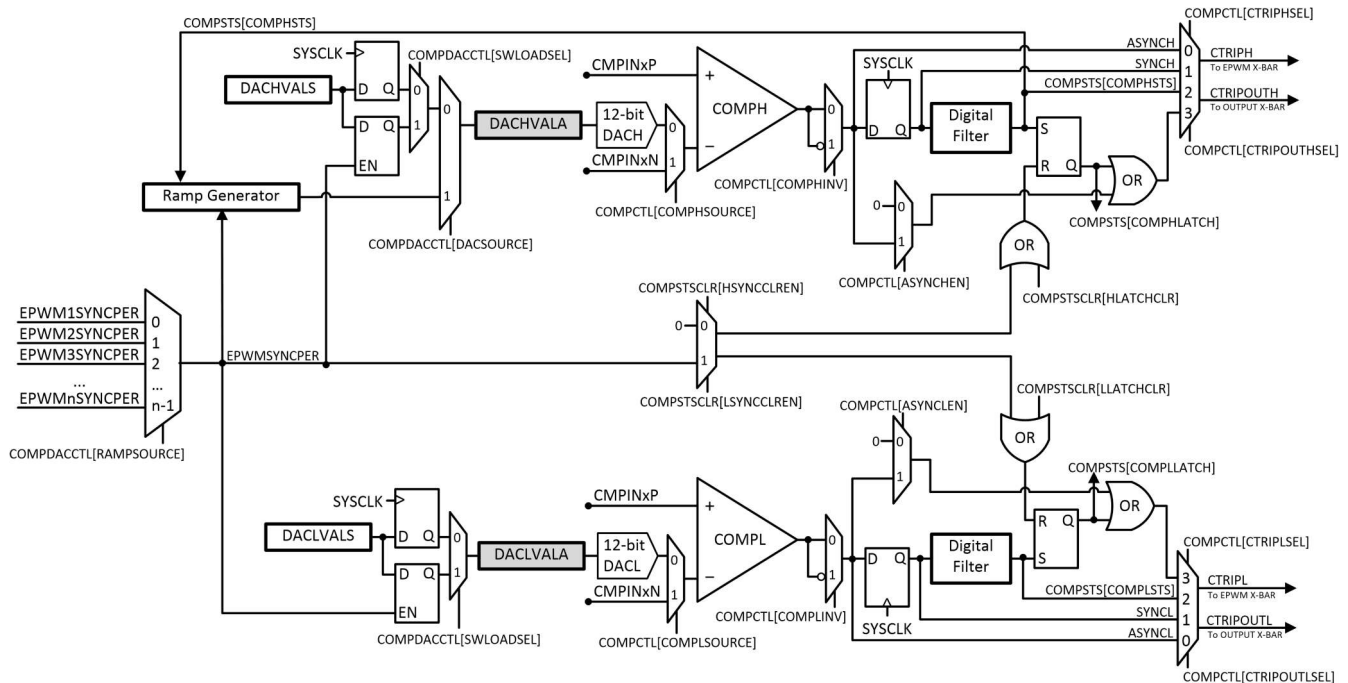 COMPSTS[COMPHSTS]
COMPCTL[CTRIPHSEL]
SYSCLK
COMPDACCTL[SWLOADSEL]
DACHVALS
D Q
0
D Q
1
EN
0
1
Ramp Generator
COMPDACCTL[DACSOURCE]
DACHVALA
CMPINxP
12-bit
DACH
CMPINxN
0
1
COMPCTL[COMPHSOURCE]
+
−
COMPH
0
1
COMPCTL[COMPHINV]
SYSCLK
D Q
Digital
Filter
ASYNCH
SYNCH
COMPSTS[COMPHSTS]
0
1
2
3
CTRIPH
To EPWM X-BAR
CTRIPOUTH
To OUTPUT X-BAR
COMPCTL[CTRIPOUTHSEL]
S
R
Q
OR
COMPSTS[COMPHLATCH]
0
0
1
COMPCTL[ASYNCHEN]
OR
COMPSTSCLR[HLATCHCLR]
COMPSTSCLR[HSYNCCLREN]
0
0
1
COMPSTSCLR[LSYNCCLREN]
EPWM1SYNCPER
EPWM2SYNCPER
EPWM3SYNCPER
...
EPWMnSYNCPER
0
1
2
...
n-1
EPWMSYNCPER
COMPDACCTL[RAMPSOURCE]
COMPSTSCLR[LLATCHCLR]
OR
COMPCTL[ASYNCLEN]
0
0
1
COMPSTS[COMPLLATCH]
SYSCLK
DACLVALS
D Q
0
D Q
1
EN
COMPDACCTL[SWLOADSEL]
DACLVALA
CMPINxP
12-bit
DACL
CMPINxN
0
1
COMPCTL[COMPLSOURCE]
+
−
COMPL
0
1
COMPCTL[COMPLINV]
D Q
SYSCLK
Digital
Filter
R
Q
S
OR
COMPCTL[CTRIPLSEL]
COMPSTS[COMPLSTS]
SYNCL
ASYNCL
3
2
1
0
CTRIPL
To EPWM X-BAR
CTRIPOUTL
To OUTPUT X-BAR
COMPCTL[CTRIPOUTLSEL]